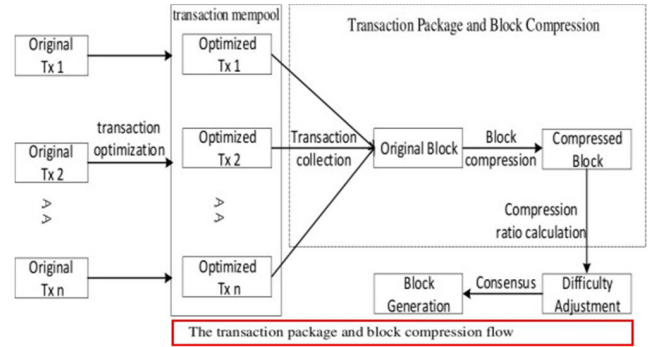 transaction mempool
Transaction Package and Block Compression
Original
Tx 1
Optimized
Tx 1
transaction
optimization
Original
Tx 2
Optimized
Tx 2
Transaction
collection
Original Block
Block
compression
Compressed
Block
Compression
ratio calculation
Original
Tx n
Optimized
Tx n
Block
Generation
Consensus
Difficulty
Adjustment
The transaction package and block compression flow